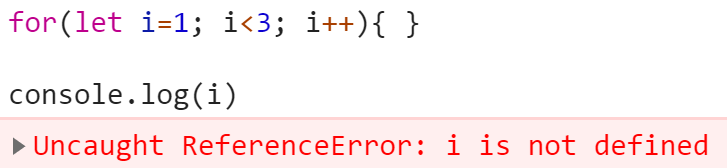 for(let i=1; i<3; i++){ }
console.log(i)
Uncaught ReferenceError: i is not defined